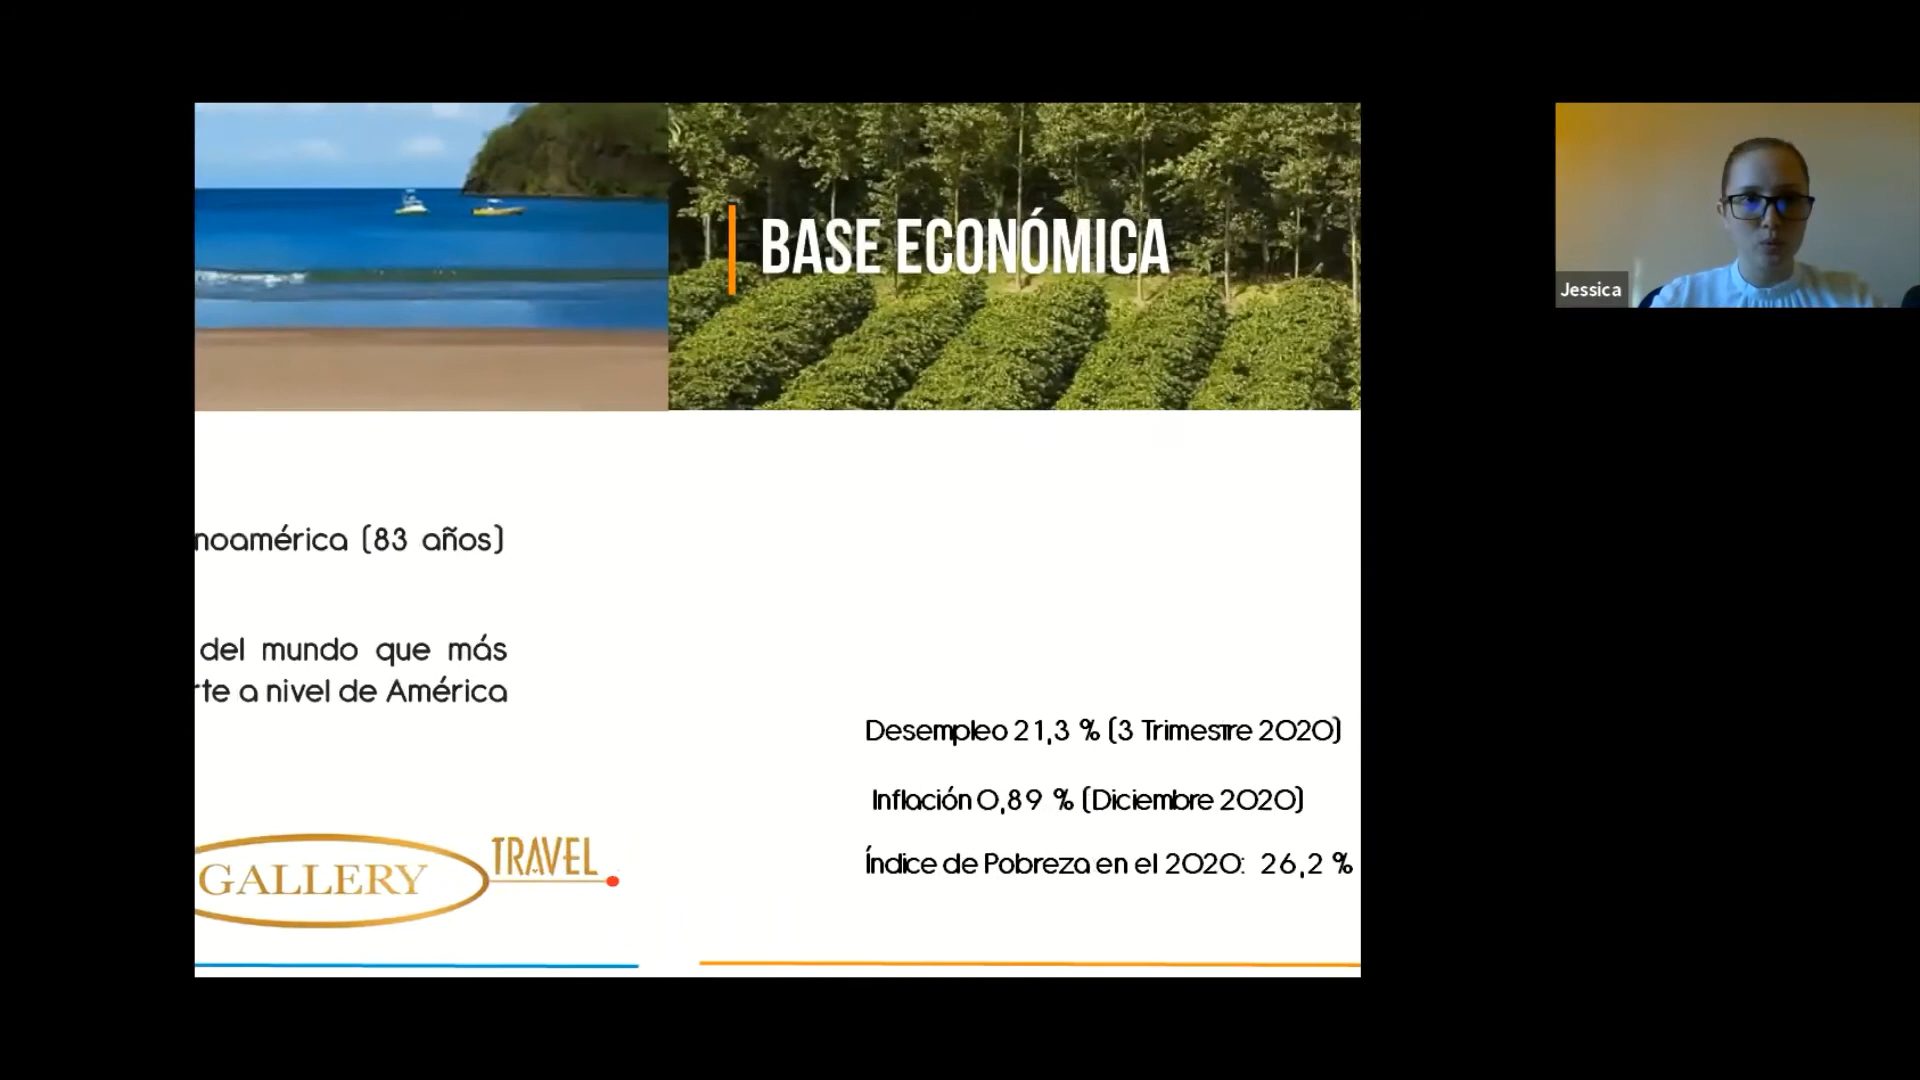 BASE ECONÓMICA
noamérica (83 años)
del mundo que más
rte a nivel de América
Desempleo 21,3 % (3 Trimestre 2020)
Inflación 0,89 % (Diciembre 2020)
Índice de Pobreza en el 2020: 26,2 %
GALLERY
TRAVEL
Jessica